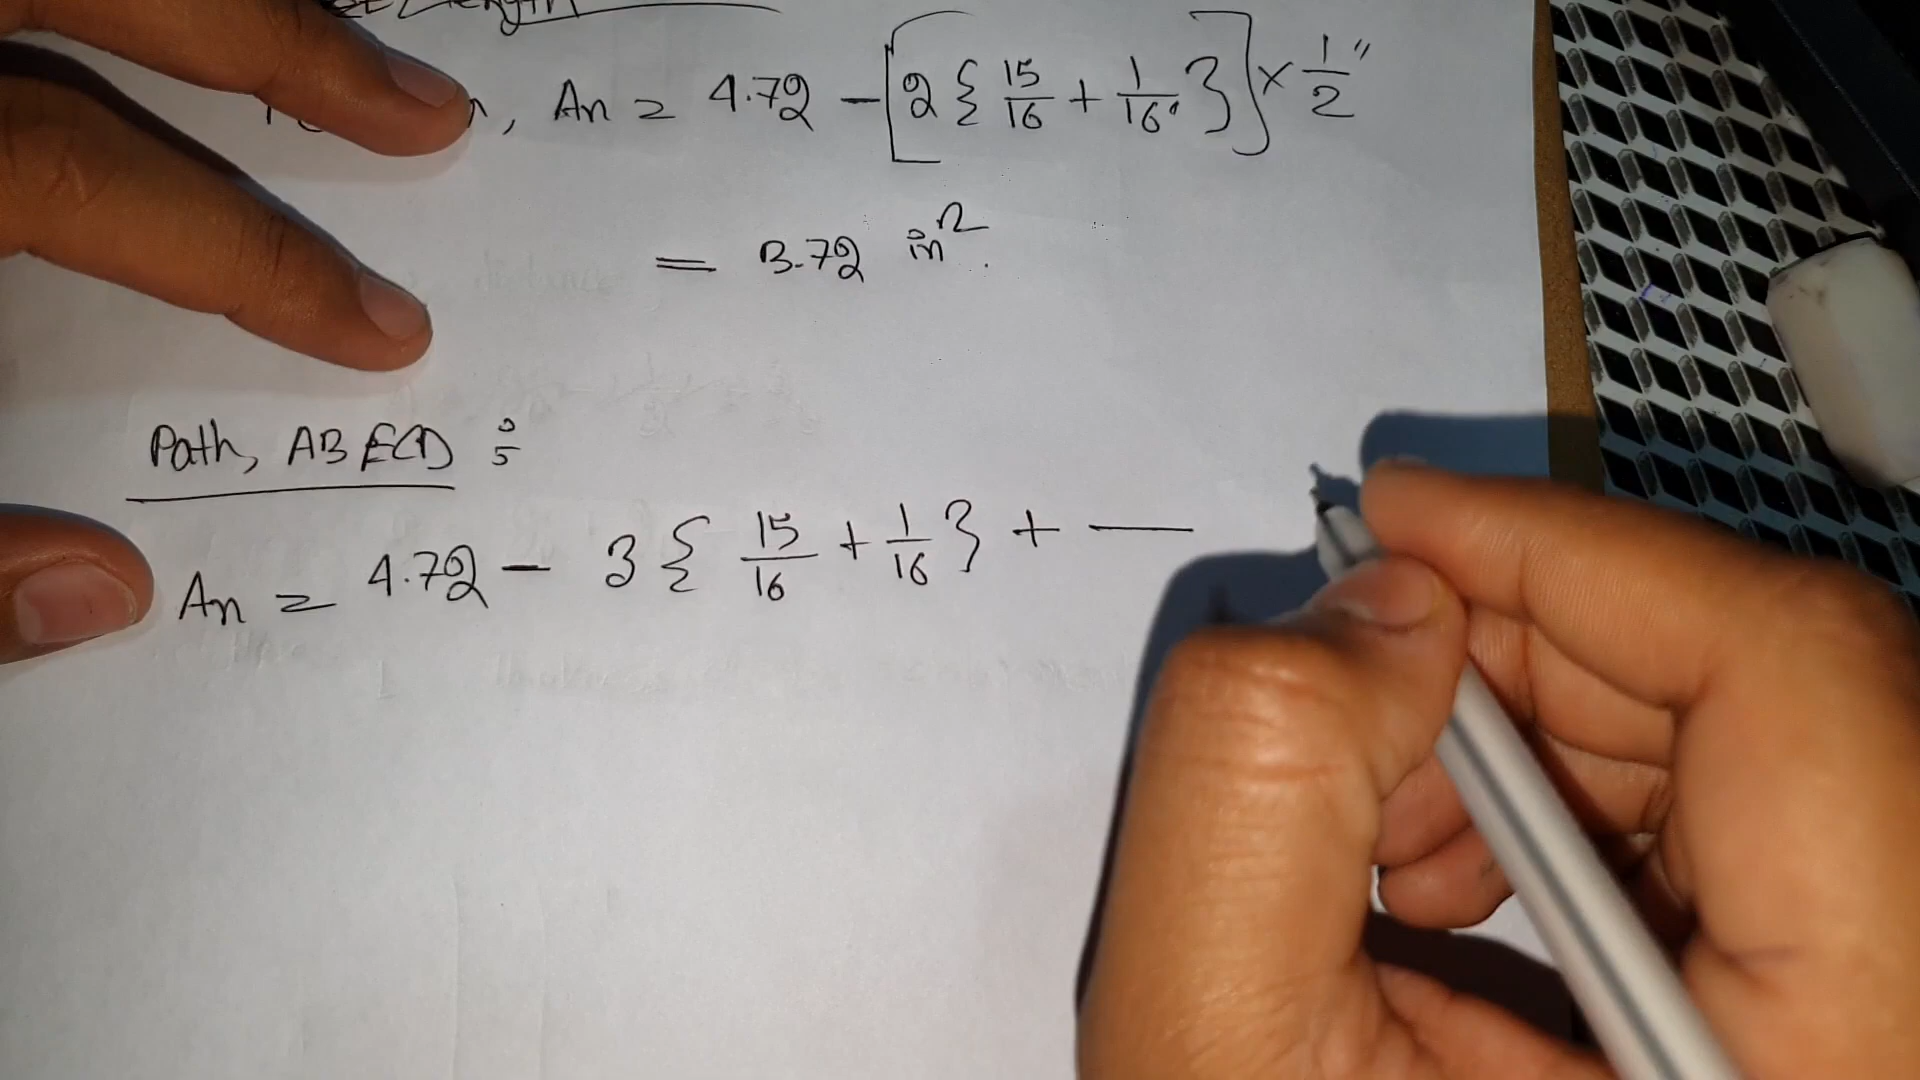 Length
, An = 4.72 - [2 { 15/16 + 1/16 }] × 1/2"
= 3.72 in².
Path, ABECD :
An = 4.72 - 3 { 15/16 + 1/16 } + —